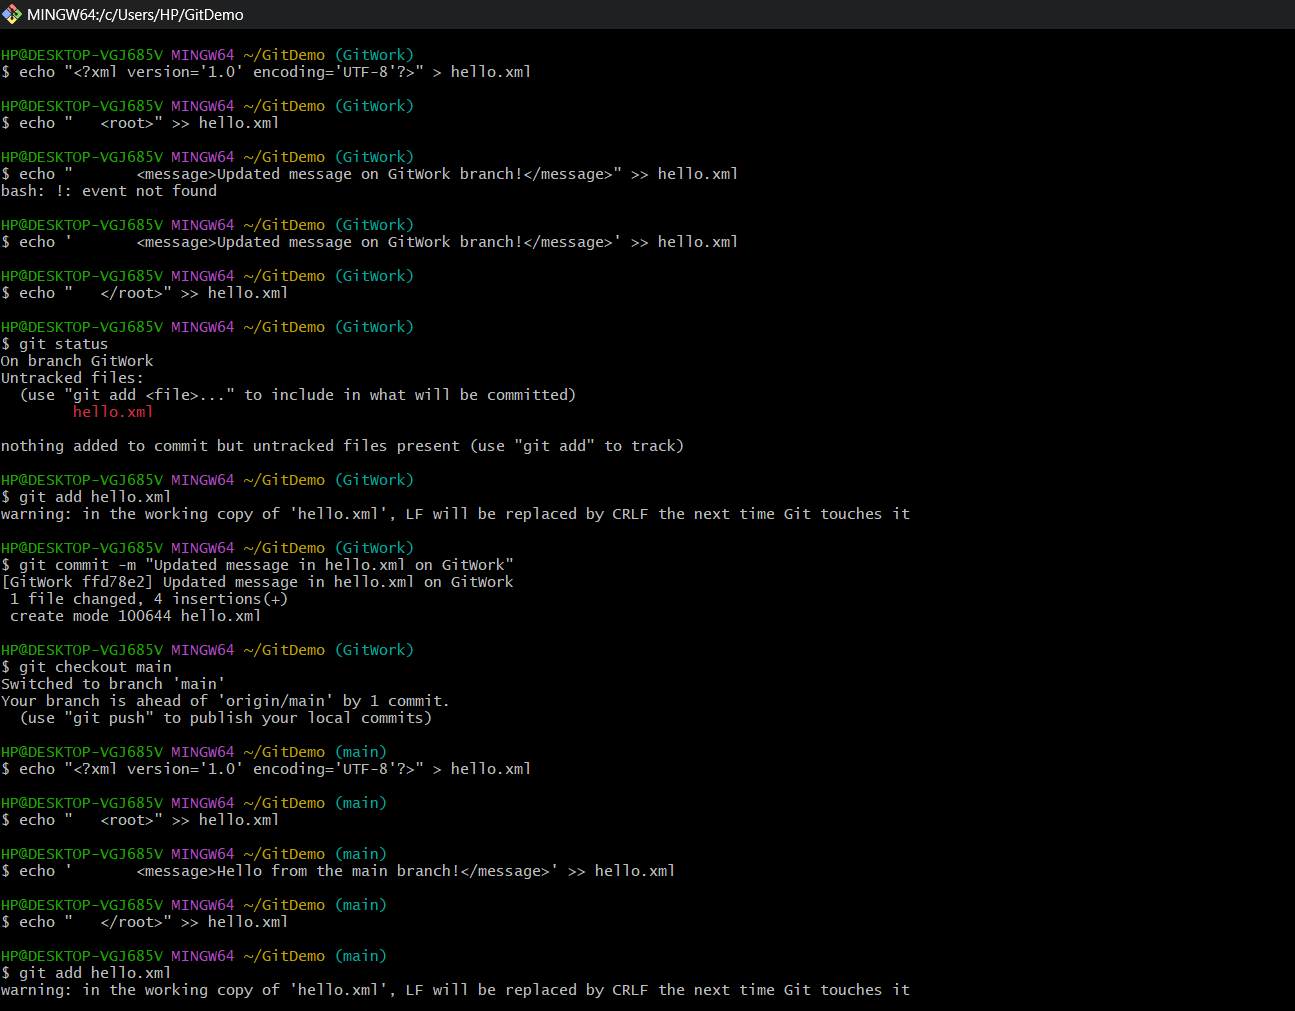 MINGW64:/c/Users/HP/GitDemo
HP@DESKTOP-VGJ685V MINGW64 ~/GitDemo (GitWork)
$ echo "<?xml version='1.0' encoding='UTF-8'?>" > hello.xml
HP@DESKTOP-VGJ685V MINGW64 ~/GitDemo (GitWork)
$ echo "   <root>" >> hello.xml
HP@DESKTOP-VGJ685V MINGW64 ~/GitDemo (GitWork)
$ echo "       <message>Updated message on GitWork branch!</message>" >> hello.xml
bash: !: event not found
HP@DESKTOP-VGJ685V MINGW64 ~/GitDemo (GitWork)
$ echo '       <message>Updated message on GitWork branch!</message>' >> hello.xml
HP@DESKTOP-VGJ685V MINGW64 ~/GitDemo (GitWork)
$ echo "   </root>" >> hello.xml
HP@DESKTOP-VGJ685V MINGW64 ~/GitDemo (GitWork)
$ git status
On branch GitWork
Untracked files:
  (use "git add <file>..." to include in what will be committed)
        hello.xml
nothing added to commit but untracked files present (use "git add" to track)
HP@DESKTOP-VGJ685V MINGW64 ~/GitDemo (GitWork)
$ git add hello.xml
warning: in the working copy of 'hello.xml', LF will be replaced by CRLF the next time Git touches it
HP@DESKTOP-VGJ685V MINGW64 ~/GitDemo (GitWork)
$ git commit -m "Updated message in hello.xml on GitWork"
[GitWork ffd78e2] Updated message in hello.xml on GitWork
 1 file changed, 4 insertions(+)
 create mode 100644 hello.xml
HP@DESKTOP-VGJ685V MINGW64 ~/GitDemo (GitWork)
$ git checkout main
Switched to branch 'main'
Your branch is ahead of 'origin/main' by 1 commit.
  (use "git push" to publish your local commits)
HP@DESKTOP-VGJ685V MINGW64 ~/GitDemo (main)
$ echo "<?xml version='1.0' encoding='UTF-8'?>" > hello.xml
HP@DESKTOP-VGJ685V MINGW64 ~/GitDemo (main)
$ echo "   <root>" >> hello.xml
HP@DESKTOP-VGJ685V MINGW64 ~/GitDemo (main)
$ echo '       <message>Hello from the main branch!</message>' >> hello.xml
HP@DESKTOP-VGJ685V MINGW64 ~/GitDemo (main)
$ echo "   </root>" >> hello.xml
HP@DESKTOP-VGJ685V MINGW64 ~/GitDemo (main)
$ git add hello.xml
warning: in the working copy of 'hello.xml', LF will be replaced by CRLF the next time Git touches it